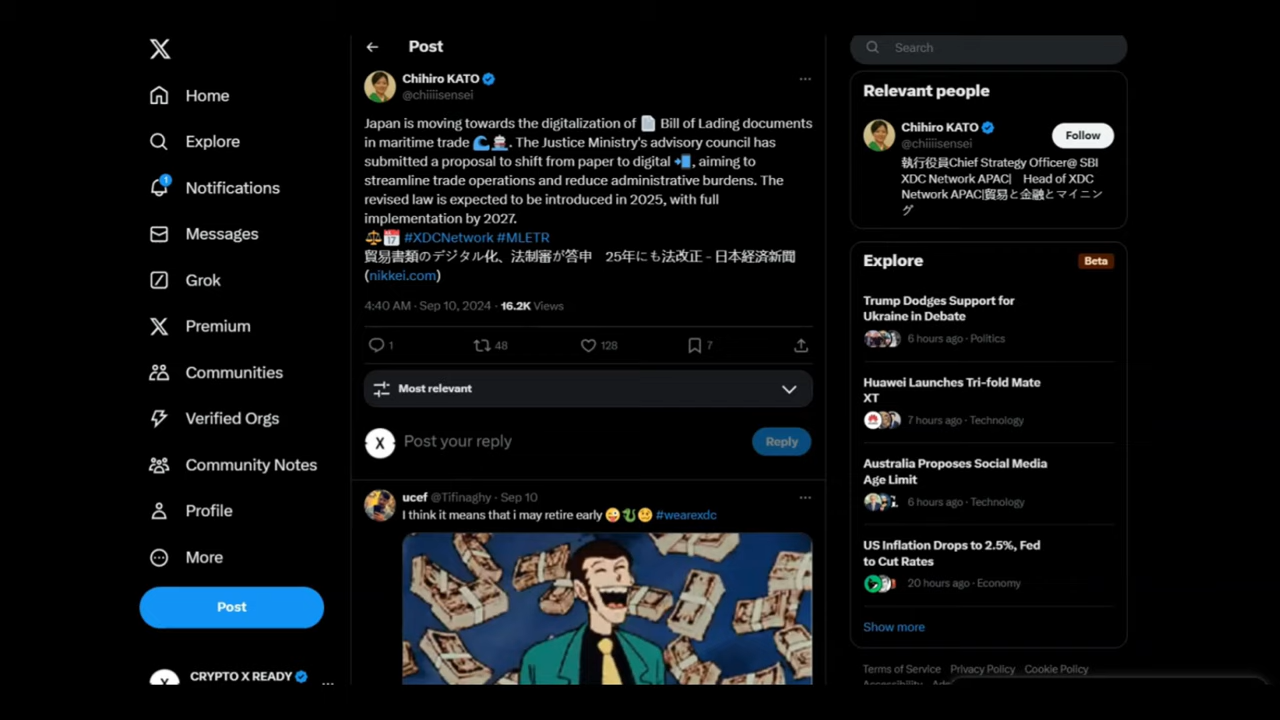 Home
Explore
1
Notifications
Messages
Grok
Premium
Communities
Verified Orgs
Community Notes
Profile
More
Post
CRYPTO X READY
Post
Chihiro KATO
@chiiiisensei
Japan is moving towards the digitalization of 📄 Bill of Lading documents
in maritime trade 🌊🚢. The Justice Ministry's advisory council has
submitted a proposal to shift from paper to digital 📲, aiming to
streamline trade operations and reduce administrative burdens. The
revised law is expected to be introduced in 2025, with full
implementation by 2027.
⚖️📅 #XDCNetwork #MLETR
貿易書類のデジタル化、法制審が答申 25年にも法改正 - 日本経済新聞
(nikkei.com)
4:40 AM · Sep 10, 2024 · 16.2K Views
1 48 128 7
Most relevant
X Post your reply Reply
ucef @Tifinaghy · Sep 10
I think it means that i may retire early 😜🐉🤑 #wearexdc
Search
Relevant people
Chihiro KATO
@chiiiisensei
Follow
執行役員Chief Strategy Officer@ SBI
XDC Network APAC| Head of XDC
Network APAC|貿易と金融とマイニン
グ
Explore Beta
Trump Dodges Support for
Ukraine in Debate
6 hours ago · Politics
Huawei Launches Tri-fold Mate
XT
7 hours ago · Technology
Australia Proposes Social Media
Age Limit
6 hours ago · Technology
US Inflation Drops to 2.5%, Fed
to Cut Rates
20 hours ago · Economy
Show more
Terms of Service Privacy Policy Cookie Policy